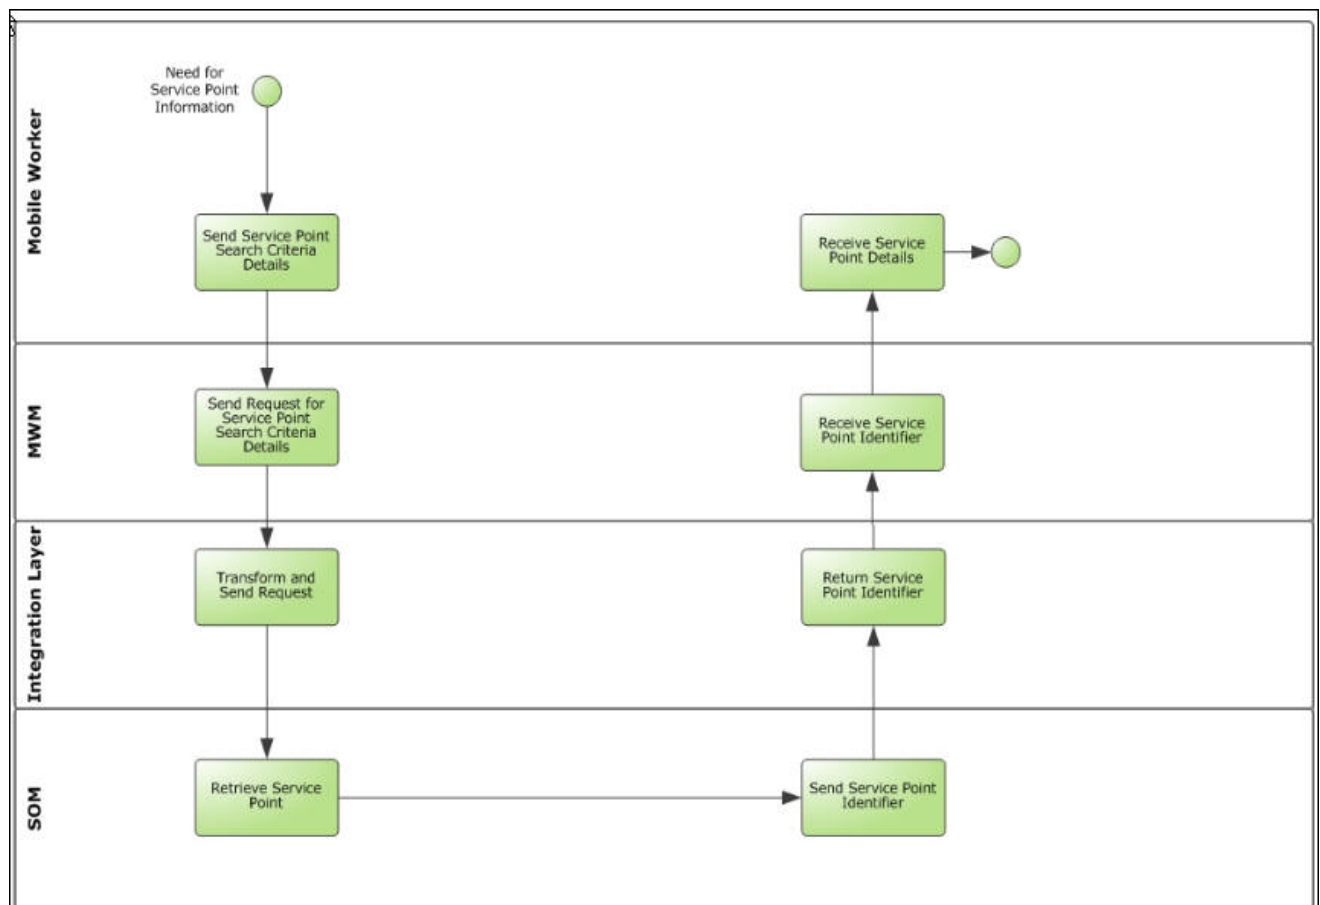 Need for
Service Point
Information
Mobile Worker
Send Service Point
Search Criteria
Details
Receive Service
Point Details
MWM
Send Request for
Service Point
Search Criteria
Details
Receive Service
Point Identifier
Integration Layer
Transform and
Send Request
Return Service
Point Identifier
SOM
Retrieve Service
Point
Send Service Point
Identifier